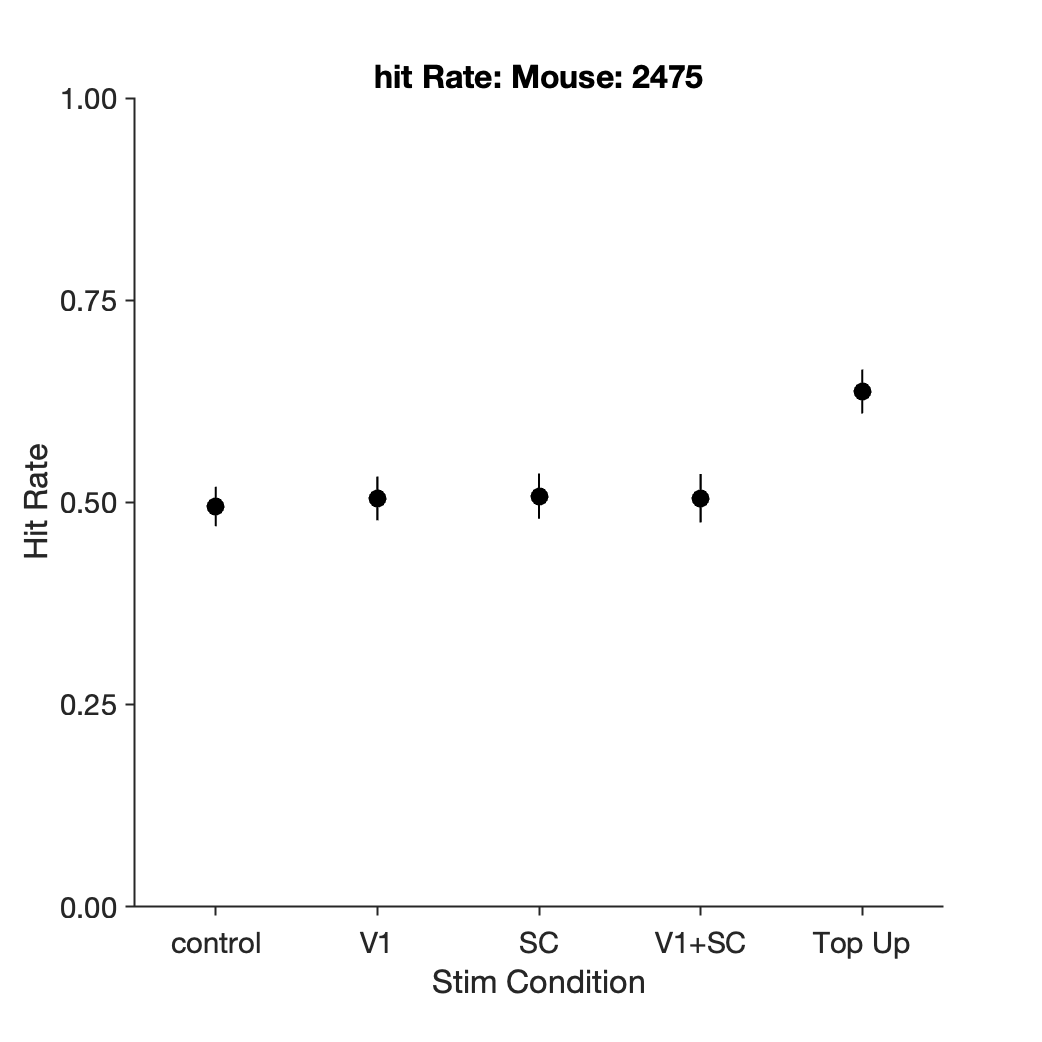 hit Rate: Mouse: 2475
1.00
0.75
0.50
0.25
0.00
Hit Rate
control V1 SC V1+SC Top Up
Stim Condition